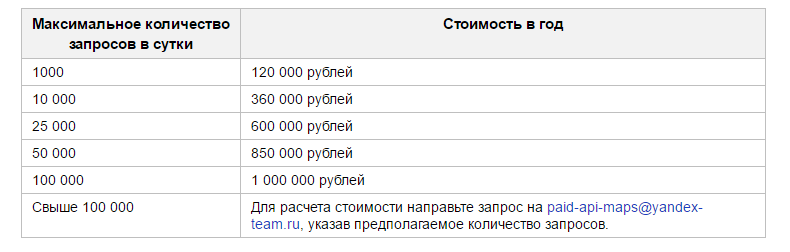 Максимальное количество
запросов в сутки
Стоимость в год
1000
120 000 рублей
10 000
360 000 рублей
25 000
600 000 рублей
50 000
850 000 рублей
100 000
1 000 000 рублей
Свыше 100 000
Для расчета стоимости направьте запрос на paid-api-maps@yandex-
team.ru, указав предполагаемое количество запросов.